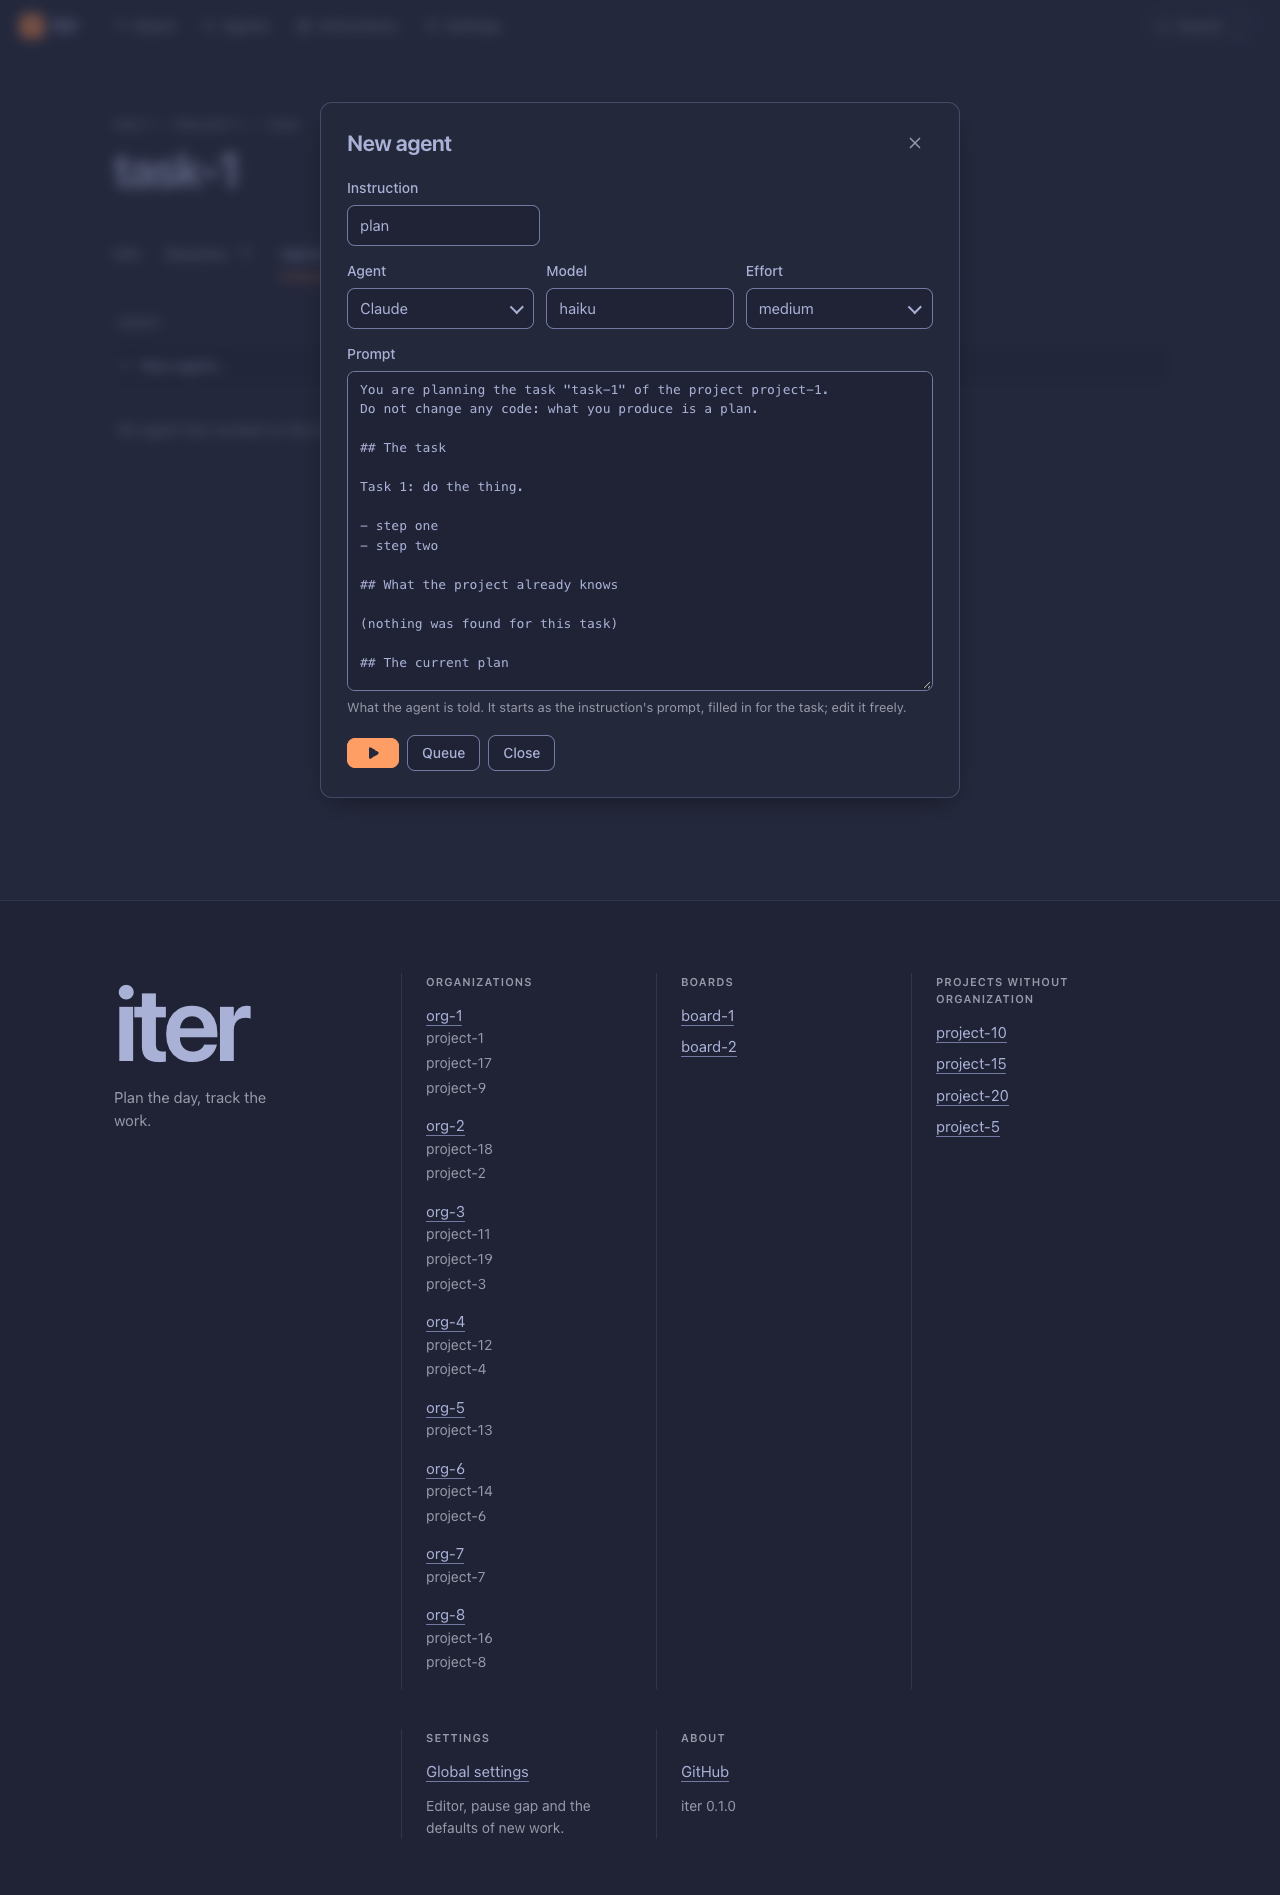 task-1
New agent
Instruction
plan
Agent
Model
Effort
Claude
haiku
medium
Prompt
You are planning the task "task-1" of the project project-1.
Do not change any code: what you produce is a plan.
## The task
Task 1: do the thing.
- step one
- step two
## What the project already knows
(nothing was found for this task)
## The current plan
What the agent is told. It starts as the instruction's prompt, filled in for the task; edit it freely.
Queue
Close
iter
Plan the day, track the
work.
ORGANIZATIONS
org-1
project-1
project-17
project-9
org-2
project-18
project-2
org-3
project-11
project-19
project-3
org-4
project-12
project-4
org-5
project-13
org-6
project-14
project-6
org-7
project-7
org-8
project-16
project-8
BOARDS
board-1
board-2
PROJECTS WITHOUT
ORGANIZATION
project-10
project-15
project-20
project-5
SETTINGS
Global settings
Editor, pause gap and the
defaults of new work.
ABOUT
GitHub
iter 0.1.0